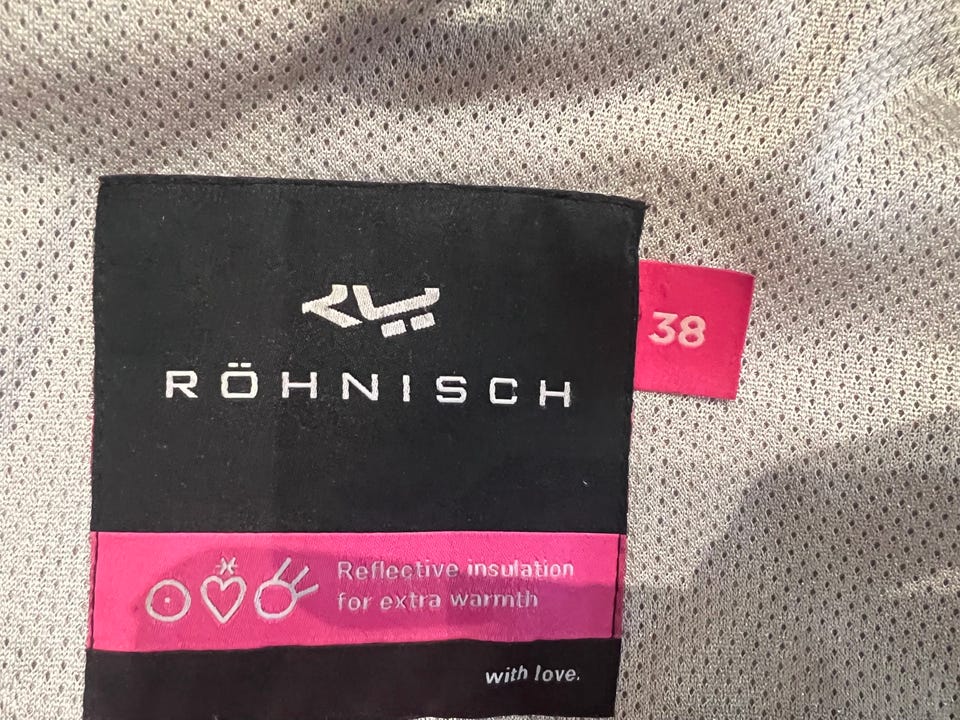 RÖHNISCH
38
Reflective insulation
for extra warmth
with love.